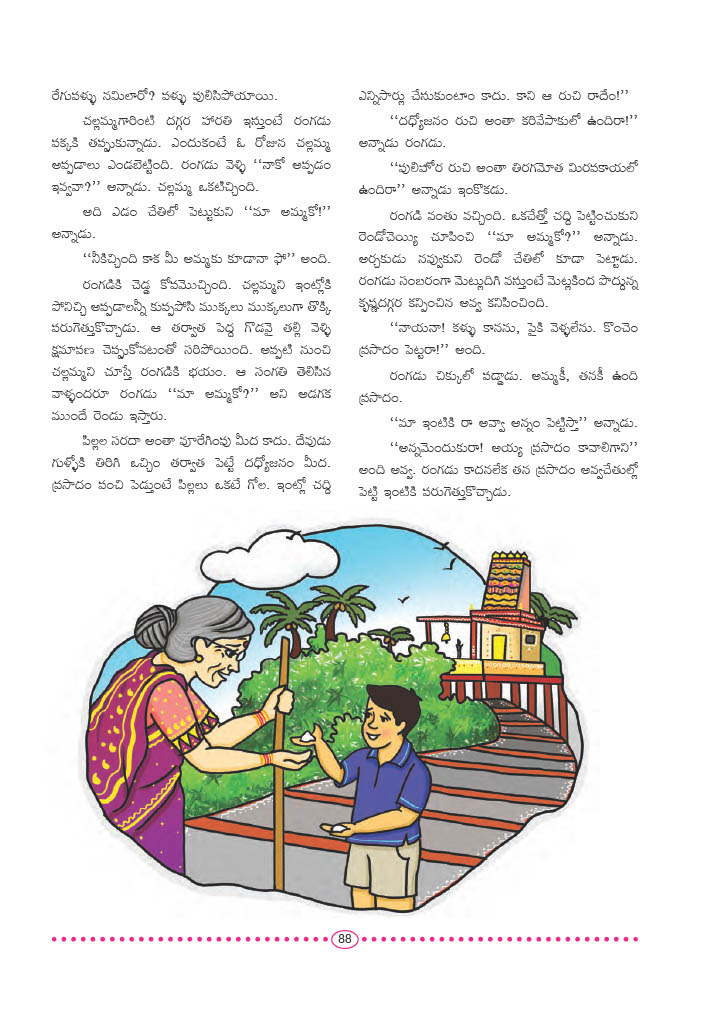 రేగువళ్ళు నమిలారో? వళ్ళు పులిసిపోయాయి.
చల్లమ్మగారింటి దగ్గర హారతి ఇస్తుంటే రంగడు
పక్కకి తప్పుకున్నాడు. ఎందుకంటే ఓ రోజున చల్లమ్మ
అప్పడాలు ఎండబెట్టింది. రంగడు వెళ్ళి ‘‘నాకో అప్పడం
ఇవ్వవా?’’ అన్నాడు. చల్లమ్మ ఒకటిచ్చింది.
అది ఎడం చేతిలో పెట్టుకుని ‘‘మా అమ్మకో!’’
అన్నాడు.
‘‘నీకిచ్చింది కాక మీ అమ్మకు కూడానా ఫో’’ అంది.
రంగడికి చెడ్డ కోపమొచ్చింది. చల్లమ్మని ఇంట్లోకి
పోనిచ్చి అప్పడాలన్నీ కుప్పపోసి ముక్కలు ముక్కలుగా తొక్కి
పరుగెత్తుకొచ్చాడు. ఆ తర్వాత పెద్ద గొడవై తల్లి వెళ్ళి
క్షమాపణ చెప్పుకోవటంతో సరిపోయింది. అప్పటి నుంచి
చల్లమ్మని చూస్తే రంగడికి భయం. ఆ సంగతి తెలిసిన
వాళ్ళందరూ రంగడు ‘‘మా అమ్మకో?’’ అని అడగక
ముందే రెండు ఇస్తారు.
పిల్లల సరదా అంతా పూరేగింపు మీద కాదు. దేవుడు
గుళ్ళోకి తిరిగి ఒచ్చిం తర్వాత పెట్టే దధ్యోజనం మీద.
ప్రసాదం పంచి పెడుతుంటే పిల్లలు ఒకటే గోల. ఇంట్లో చద్ది
ఎన్నిసార్లు చేసుకుంటాం కాదు. కాని ఆ రుచి రాదేం!’’
‘‘దధ్యోజనం రుచి అంతా కరివేపాకులో ఉందిరా!’’
అన్నాడు రంగడు.
‘‘పులిహోర రుచి అంతా తిరగమోత మిరపకాయలో
ఉందిరా’’ అన్నాడు ఇంకొకడు.
రంగడి వంతు వచ్చింది. ఒకచేత్తో చద్ది పెట్టించుకుని
రెండోచెయ్యి చూపించి ‘‘మా అమ్మకో?’’ అన్నాడు.
అర్చకుడు నవ్వుకుని రెండో చేతిలో కూడా పెట్టాడు.
రంగడు సంబరంగా మెట్లుదిగి వస్తుంటే మెట్లకింద పొద్దున్న
కృష్ణదగ్గర కన్పించిన అవ్వ కనిపించింది.
‘‘నాయనా! కళ్ళు కానను, పైకి వెళ్ళలేను. కొంచెం
ప్రసాదం పెట్టరా!’’ అంది.
రంగడు చిక్కులో పడ్డాడు. అమ్మకీ, తనకీ ఉంది
ప్రసాదం.
‘‘మా ఇంటికి రా అవ్వా అన్నం పెట్టిస్తా’’ అన్నాడు.
‘‘అన్నమెందుకురా! అయ్య ప్రసాదం కావాలిగాని’’
అంది అవ్వ. రంగడు కాదనలేక తన ప్రసాదం అవ్వచేతుల్లో
పెట్టి ఇంటికి పరుగెత్తుకొచ్చాడు.
88